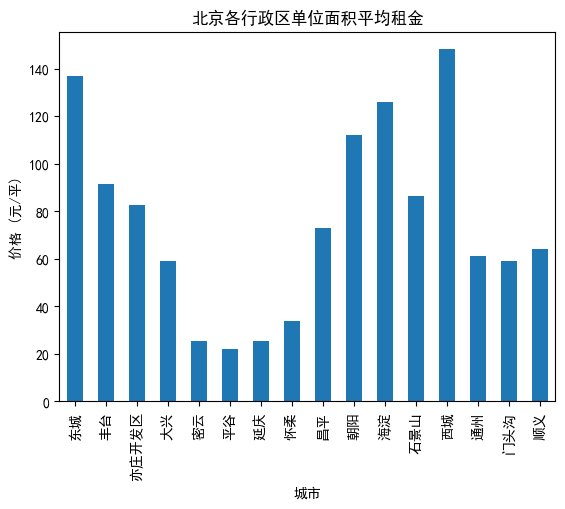 北京各行政区单位面积平均租金
价格 (元/平)
140
120
100
80
60
40
20
0
东城
丰台
亦庄开发区
大兴
密云
平谷
延庆
怀柔
昌平
朝阳
海淀
石景山
西城
通州
门头沟
顺义
城市